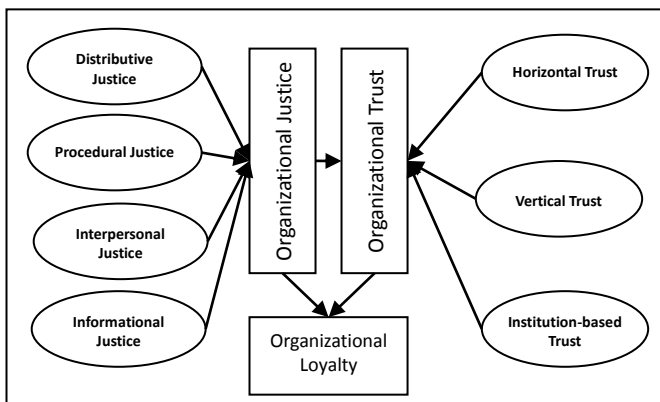 Distributive
Justice
Procedural Justice
Interpersonal
Justice
Informational
Justice
Organizational Justice
Organizational Trust
Organizational
Loyalty
Horizontal Trust
Vertical Trust
Institution-based
Trust